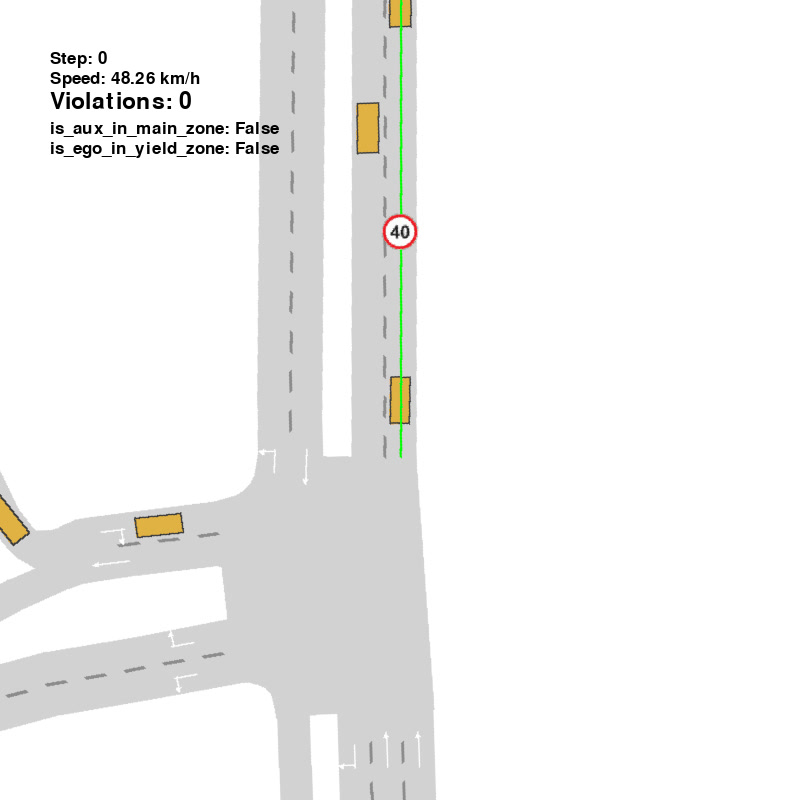 Step: 0
Speed: 48.26 km/h
Violations: 0
is_aux_in_main_zone: False
is_ego_in_yield_zone: False
40